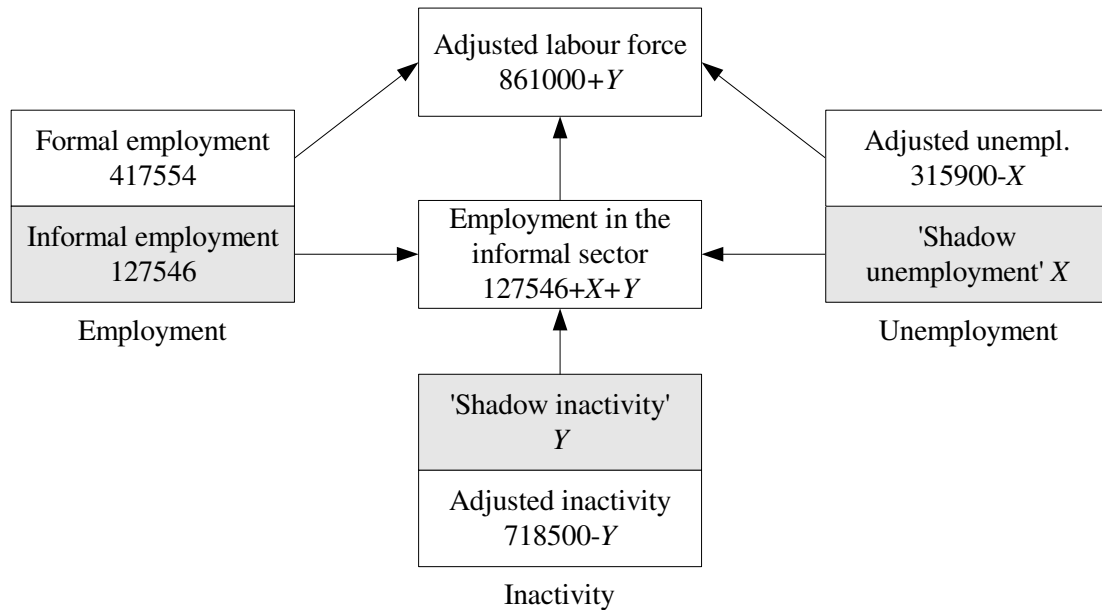 Adjusted labour force
861000+Y
Formal employment
417554
Informal employment
127546
Employment
Employment in the
informal sector
127546+X+Y
Adjusted unempl.
315900-X
'Shadow
unemployment' X
Unemployment
'Shadow inactivity'
Y
Adjusted inactivity
718500-Y
Inactivity